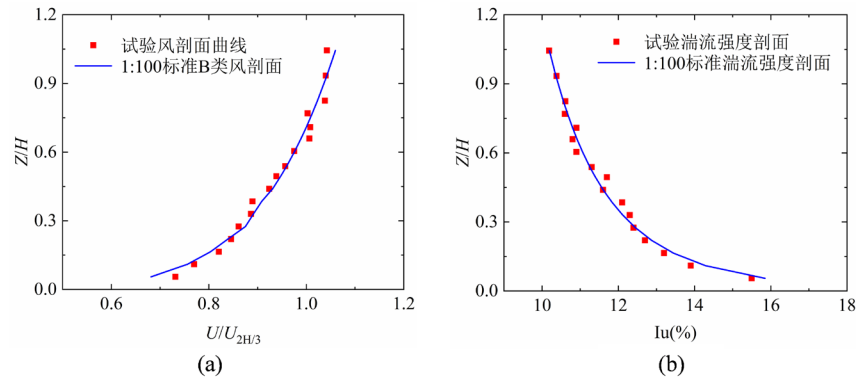 1.2
试验风剖面曲线
1:100标准B类风剖面
0.9
0.6
0.3
0.0
Z/H
0.6 0.8 1.0 1.2
U/U2H/3
(a)
1.2
试验湍流强度剖面
1:100标准湍流强度剖面
0.9
0.6
0.3
0.0
Z/H
10 12 14 16 18
Iu(%)
(b)